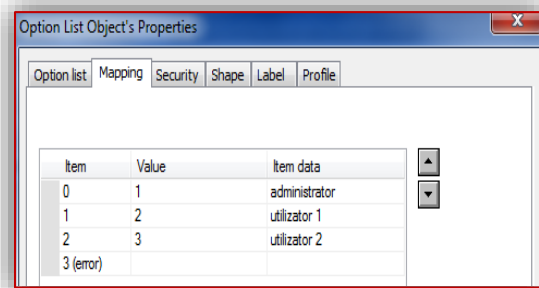 Option List Object's Properties X
Option list Mapping Security Shape Label Profile
Item Value Item data
0 1 administrator
1 2 utilizator 1
2 3 utilizator 2
3 (error)